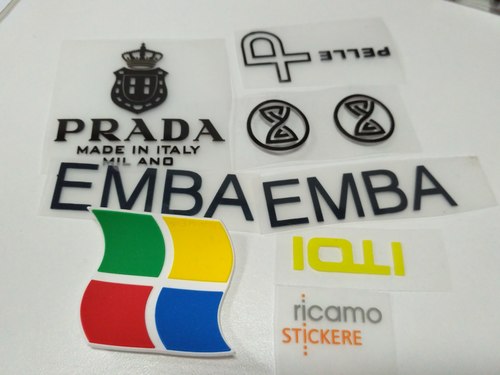 PRADA
MADE IN ITALY
MILANO
PELLE
EMBA
EMBA
ricamo
STICKERE